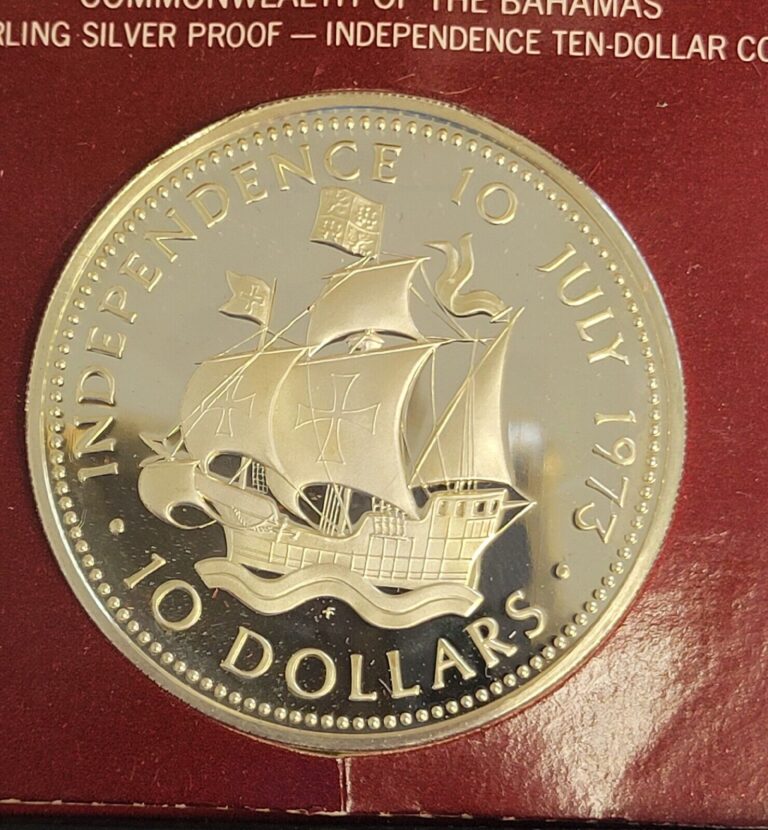 COMMONWEALTH OF THE BAHAMAS
RLING SILVER PROOF — INDEPENDENCE TEN-DOLLAR CO
INDEPENDENCE 10 JULY 1973
10 DOLLARS